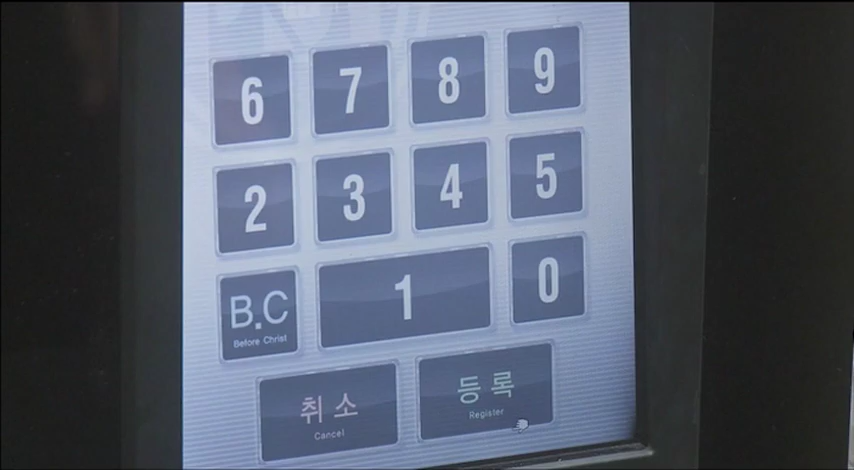 6 7 8 9
2 3 4 5
B.C 1 0
Before Christ
취소 등록
Cancel Register